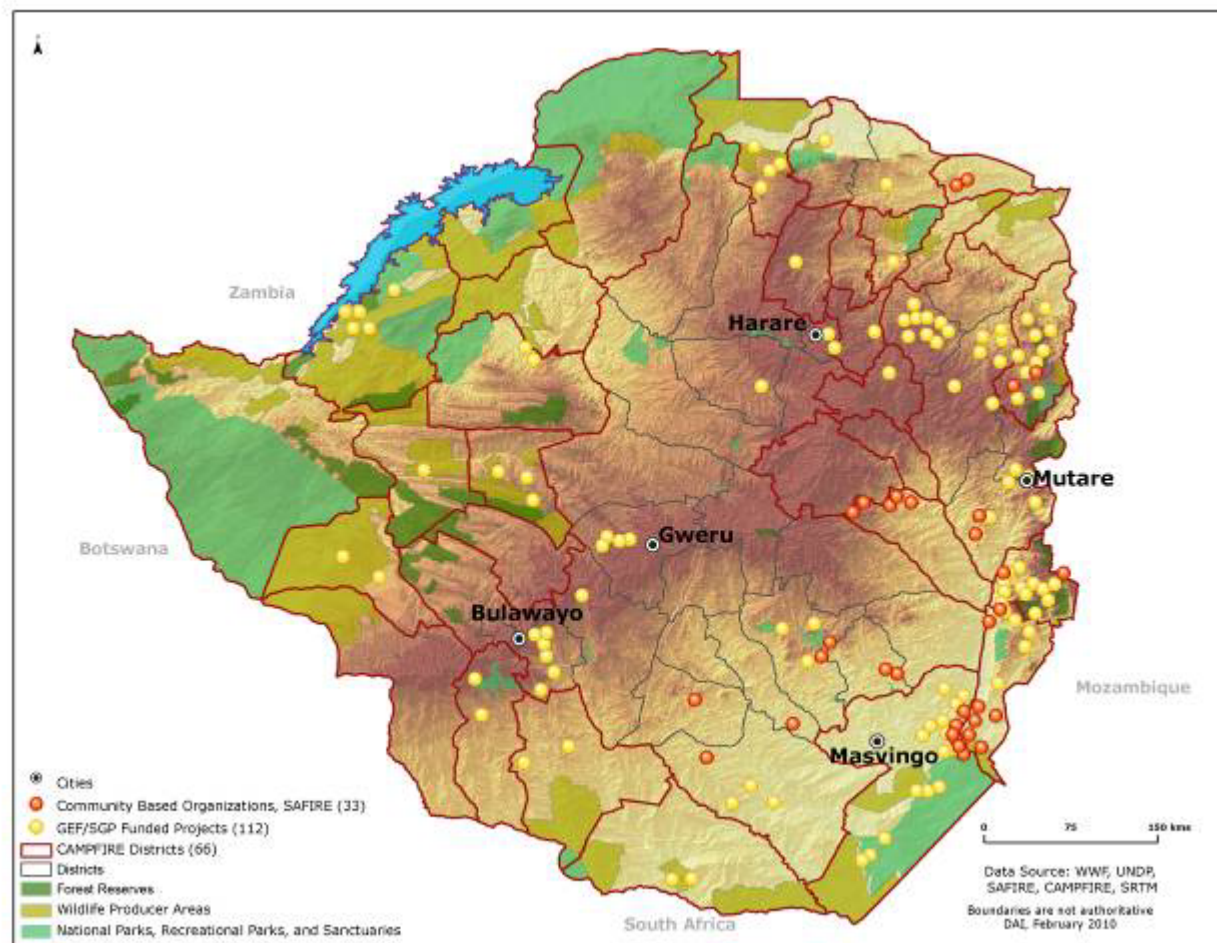 Zambia
Harare
Mutare
Botswana
Gweru
Bulawayo
Mozambique
Masvingo
South Africa
Cities
Community Based Organizations, SAFIRE (33)
GEF/SGP Funded Projects (112)
CAMPFIRE Districts (66)
Districts
Forest Reserves
Wildlife Producer Areas
National Parks, Recreational Parks, and Sanctuaries
0 75 150 kms
Data Source: WWF, UNDP,
SAFIRE, CAMPFIRE, SRTM
Boundaries are not authoritative
DAI, February 2010